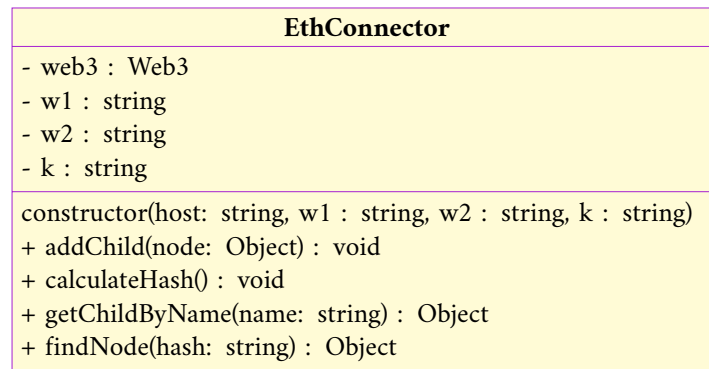 EthConnector
- web3 : Web3
- w1 : string
- w2 : string
- k : string
constructor(host: string, w1 : string, w2 : string, k : string)
+ addChild(node: Object) : void
+ calculateHash() : void
+ getChildByName(name: string) : Object
+ findNode(hash: string) : Object